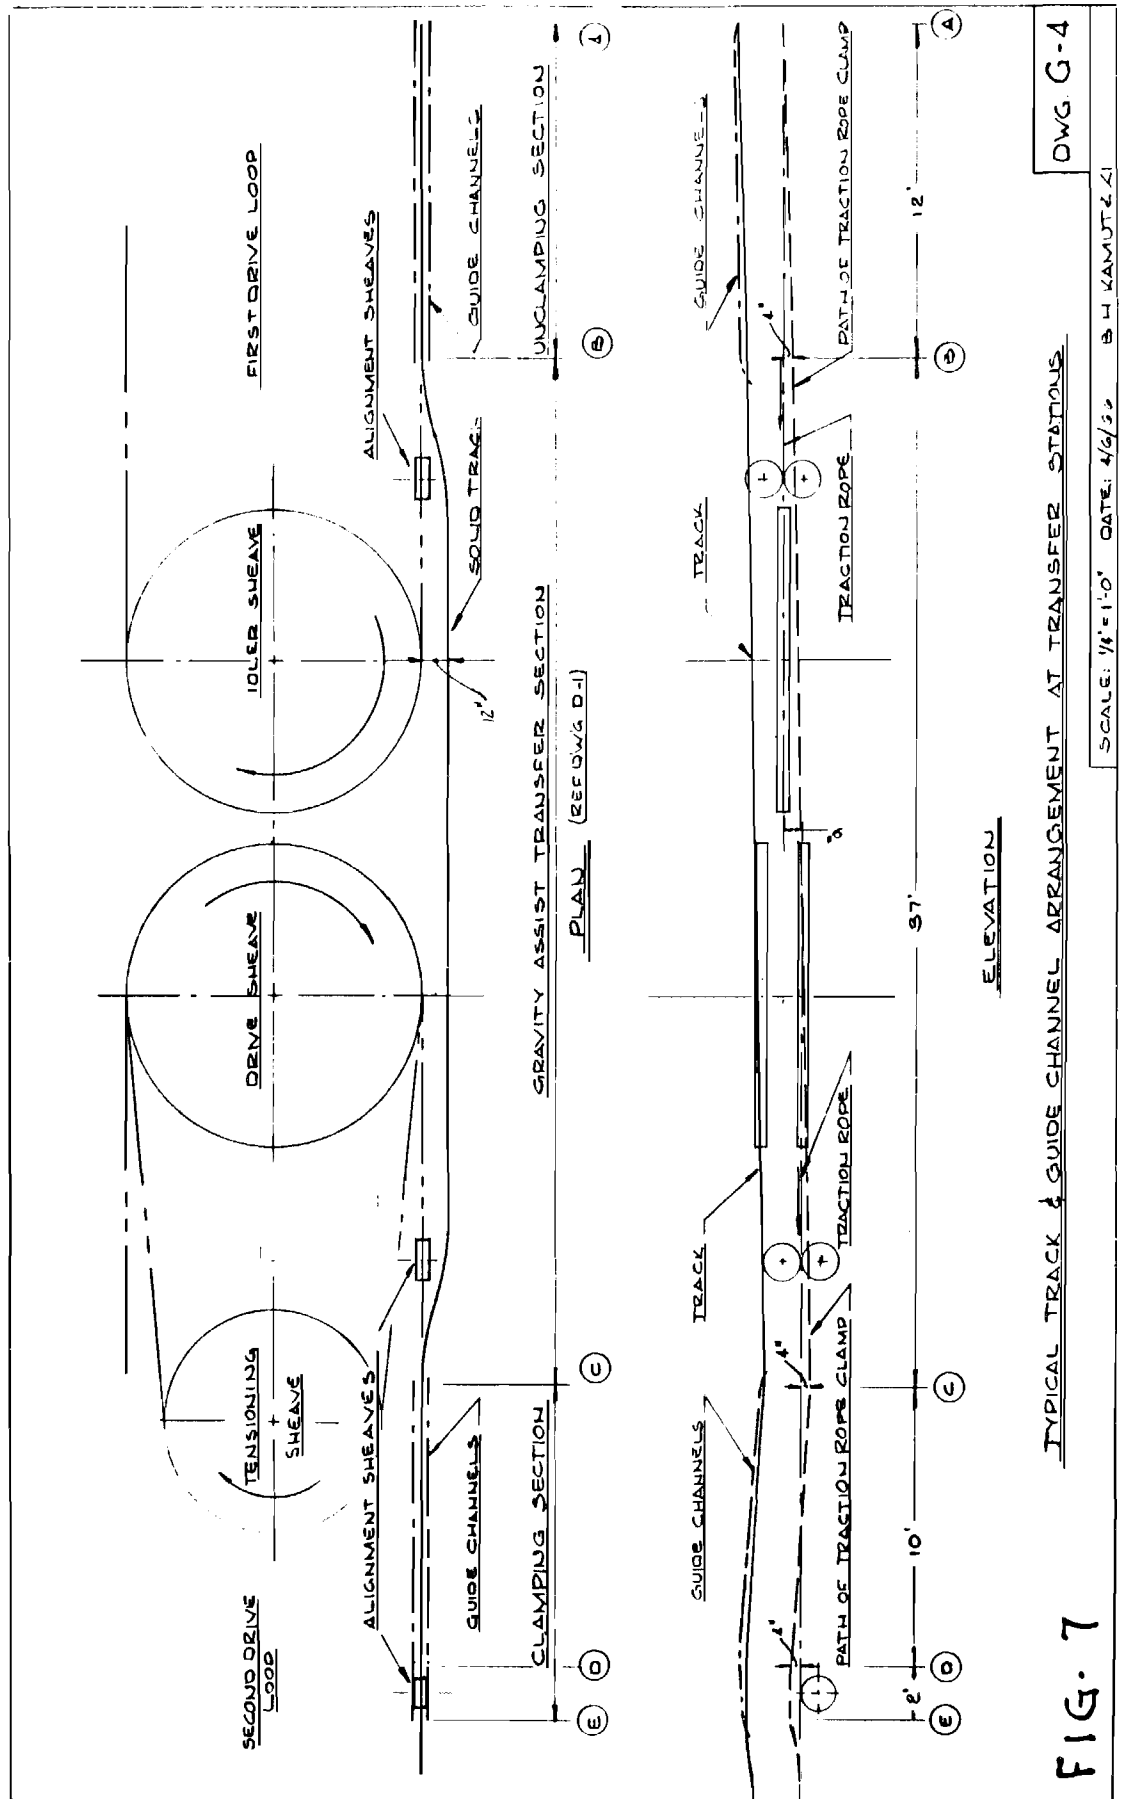 SECOND DRIVE
LOOP
TENSIONING
SHEAVE
DRIVE SHEAVE
IDLER SHEAVE
FIRST DRIVE LOOP
ALIGNMENT SHEAVES
ALIGNMENT SHEAVES
12"
SOLID TRACK
GUIDE CHANNELS
GUIDE CHANNELS
CLAMPING SECTION
GRAVITY ASSIST TRANSFER SECTION
UNCLAMPING SECTION
(REF DWG D-1)
PLAN
E
D
C
B
GUIDE CHANNELS
TRACK
TRACK
GUIDE CHANNELS
4"
PATH OF TRACTION ROPE CLAMP
TRACTION ROPE
TRACTION ROPE
PATH OF TRACTION ROPE CLAMP
2'
10'
37'
12'
E
D
C
B
A
ELEVATION
TYPICAL TRACK & GUIDE CHANNEL ARRANGEMENT AT TRANSFER STATIONS
FIG. 7
DWG G-4
SCALE: 1/4" = 1'-0" DATE: